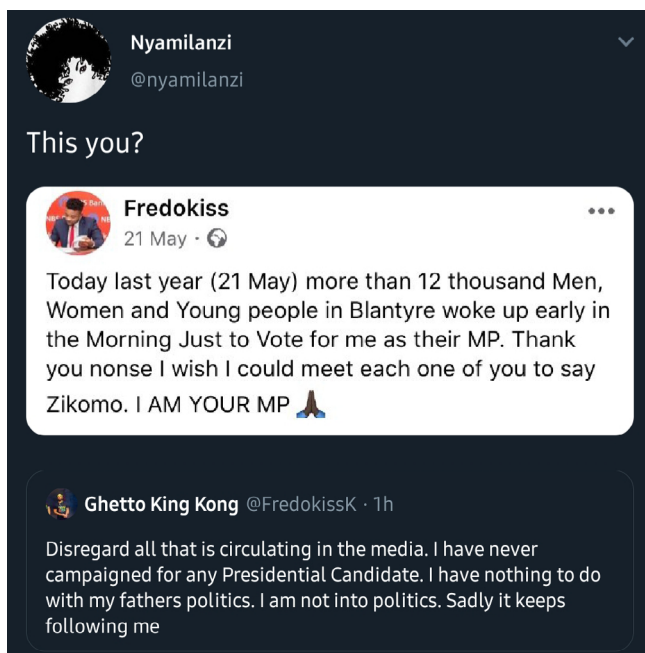 Nyamilanzi
@nyamilanzi
This you?
Fredokiss
21 May ·
Today last year (21 May) more than 12 thousand Men,
Women and Young people in Blantyre woke up early in
the Morning Just to Vote for me as their MP. Thank
you nonse I wish I could meet each one of you to say
Zikomo. I AM YOUR MP 🙏🏿
Ghetto King Kong @FredokissK · 1h
Disregard all that is circulating in the media. I have never
campaigned for any Presidential Candidate. I have nothing to do
with my fathers politics. I am not into politics. Sadly it keeps
following me